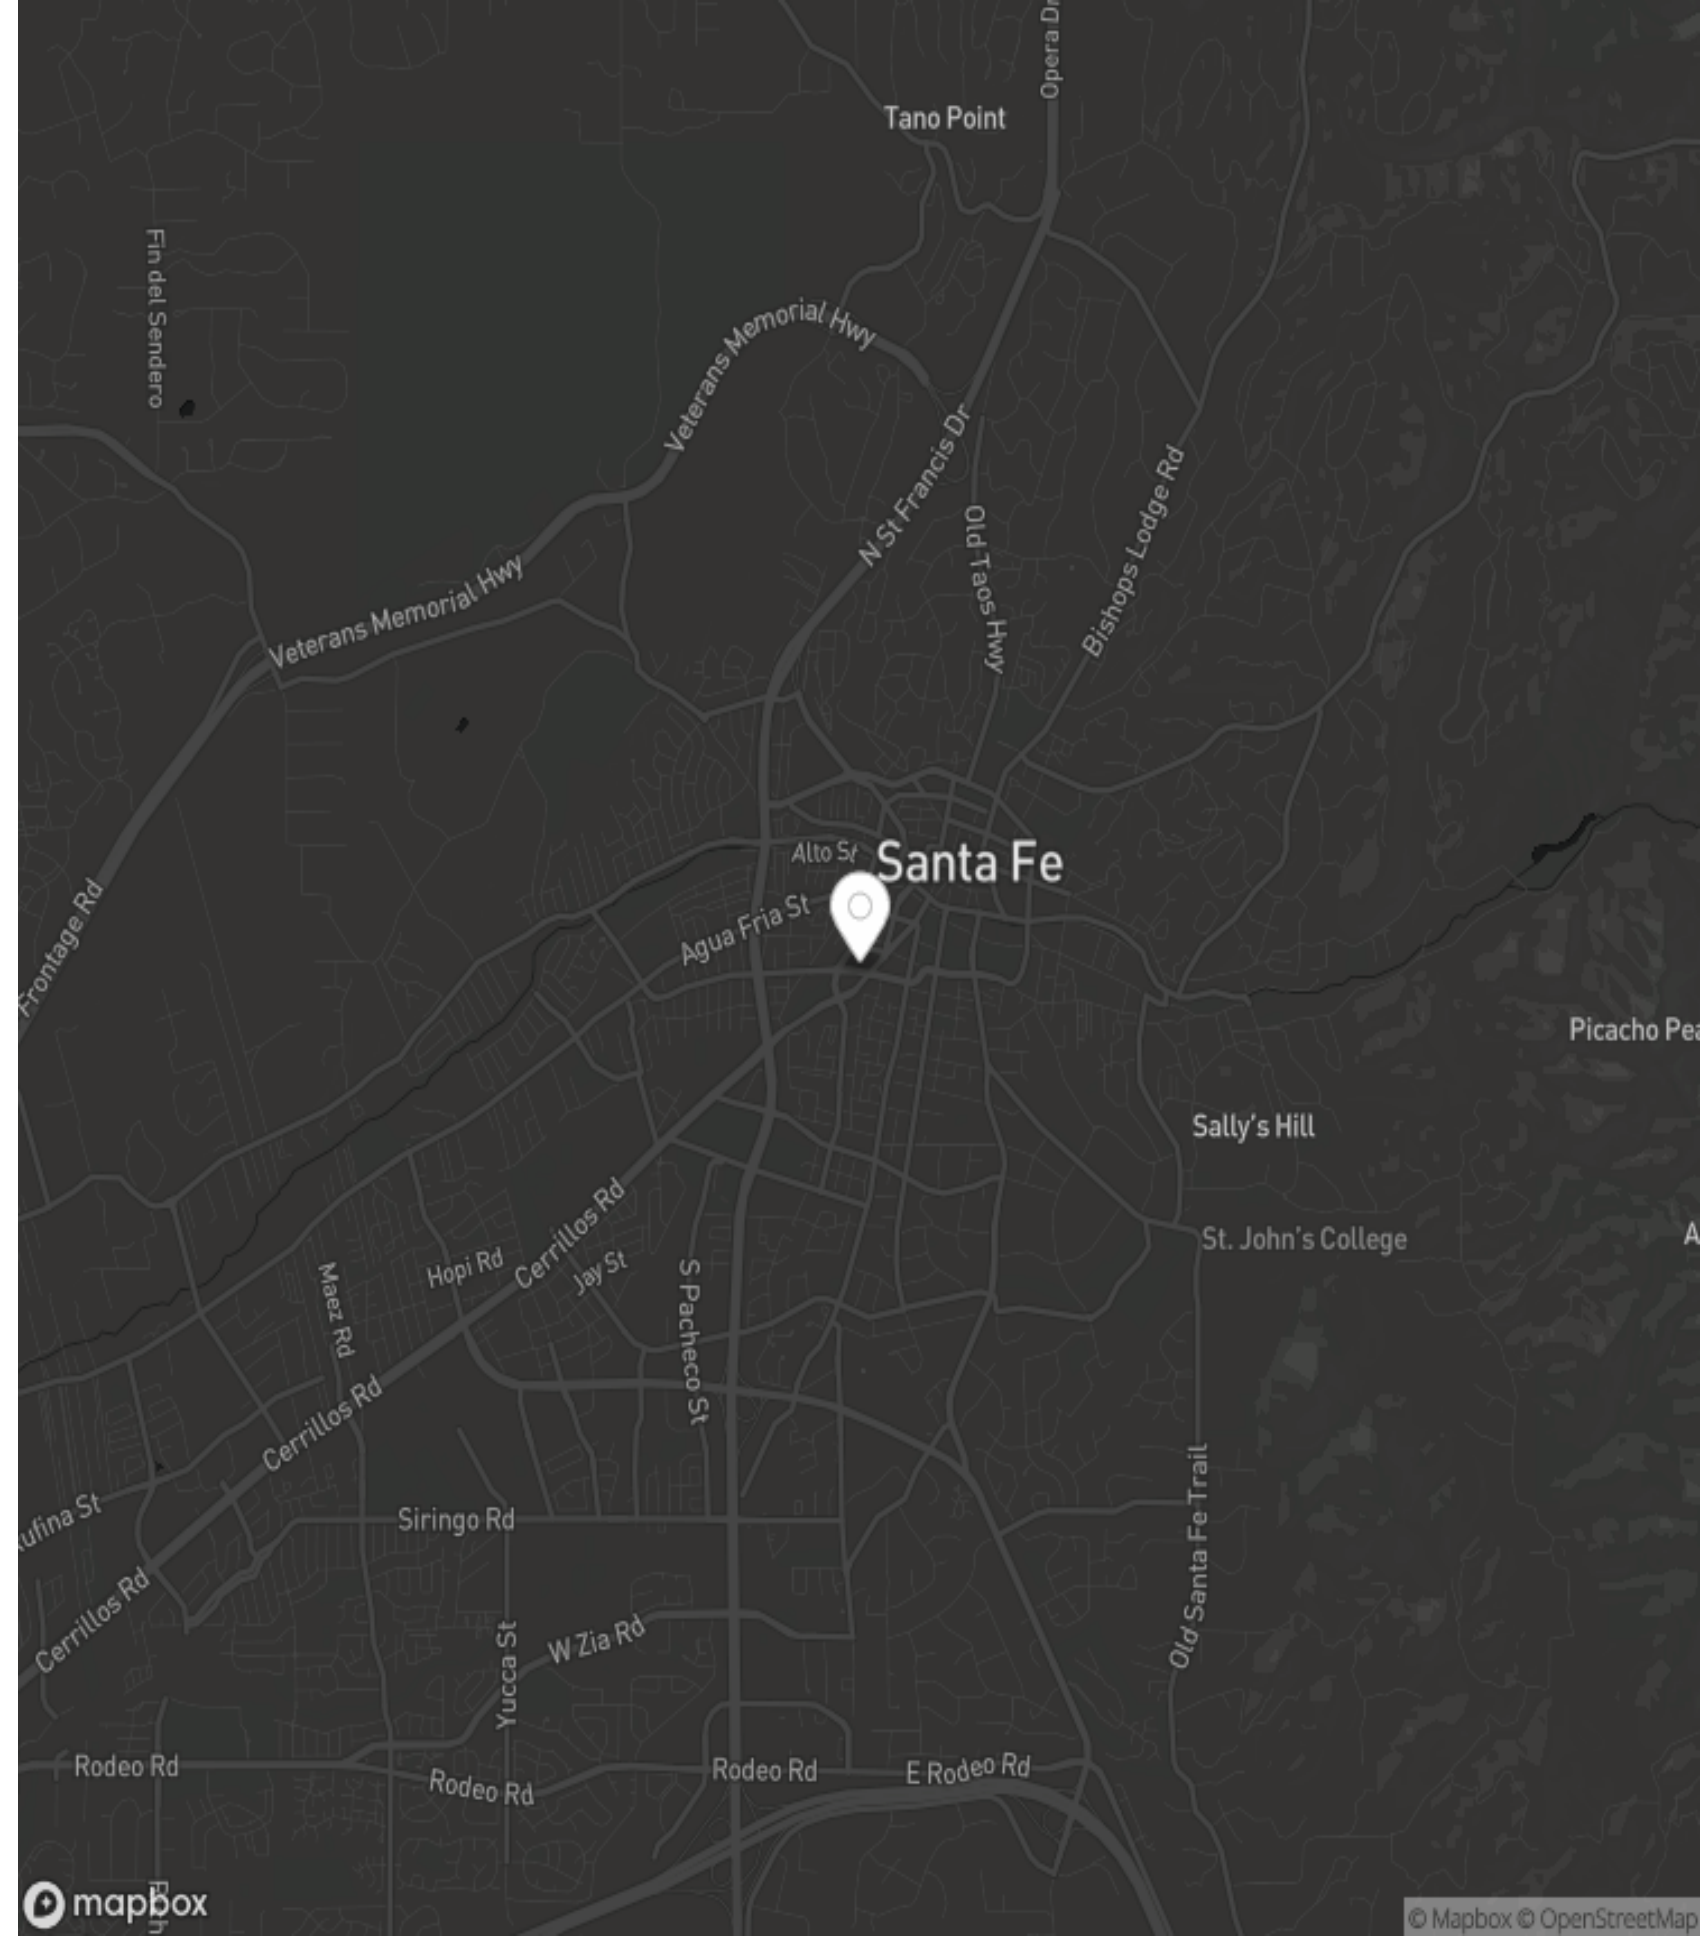 Opera Dr
Tano Point
Fin del Sendero
Veterans Memorial Hwy
N St Francis Dr
Bishops Lodge Rd
Old Taos Hwy
Veterans Memorial Hwy
Alto St
Santa Fe
Agua Fria St
Frontage Rd
Picacho Pea
Sally's Hill
Cerrillos Rd
St. John's College
A
Hopi Rd
Jay St
Maez Rd
S Pacheco St
Cerrillos Rd
ufina St
Siringo Rd
Old Santa Fe Trail
Cerrillos Rd
W Zia Rd
Yucca St
Rodeo Rd
Rodeo Rd
Rodeo Rd
E Rodeo Rd
mapbox
© Mapbox © OpenStreetMap